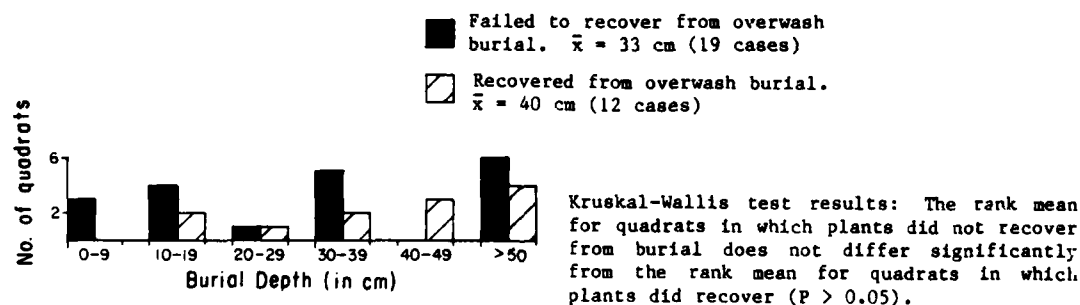 Failed to recover from overwash
burial. x̄ = 33 cm (19 cases)
Recovered from overwash burial.
x̄ = 40 cm (12 cases)
No. of quadrats
6
2
0-9 10-19 20-29 30-39 40-49 >50
Burial Depth (in cm)
Kruskal-Wallis test results: The rank mean
for quadrats in which plants did not recover
from burial does not differ significantly
from the rank mean for quadrats in which
plants did recover (P > 0.05).